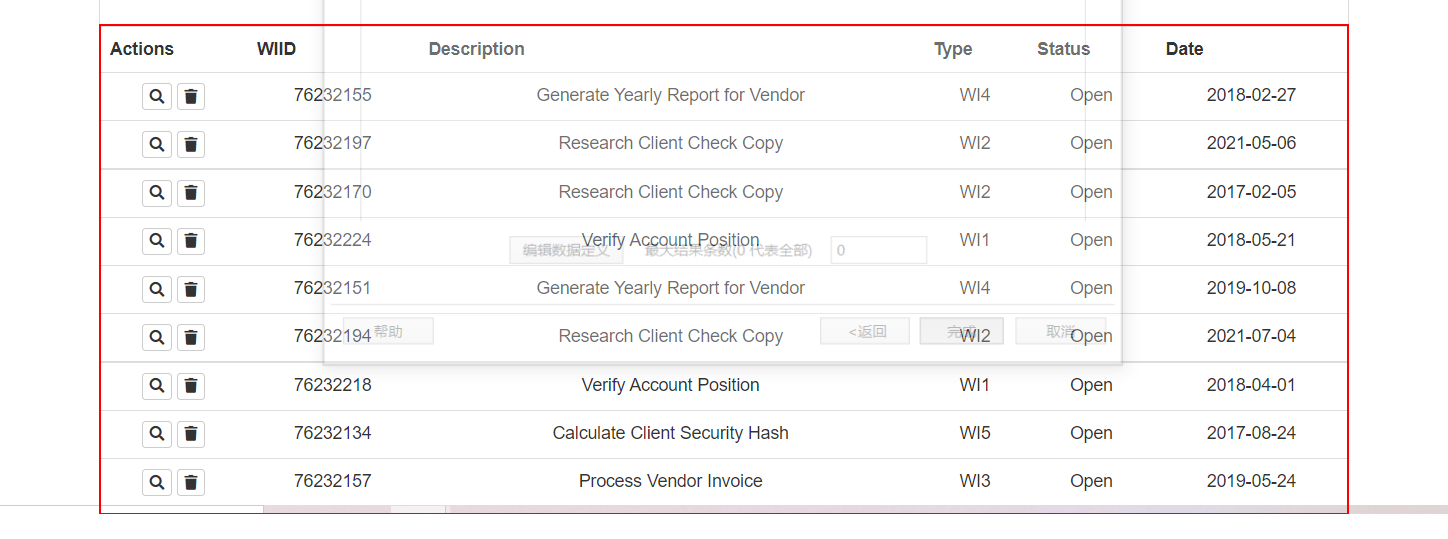 Actions WIID Description Type Status Date
76232155 Generate Yearly Report for Vendor WI4 Open 2018-02-27
76232197 Research Client Check Copy WI2 Open 2021-05-06
76232170 Research Client Check Copy WI2 Open 2017-02-05
76232224 Verify Account Position WI1 Open 2018-05-21
编辑数据定义 最大结果条数(0 代表全部) 0
76232151 Generate Yearly Report for Vendor WI4 Open 2019-10-08
76232194 Research Client Check Copy WI2 Open 2021-07-04
帮助 <返回 完成 取消
76232218 Verify Account Position WI1 Open 2018-04-01
76232134 Calculate Client Security Hash WI5 Open 2017-08-24
76232157 Process Vendor Invoice WI3 Open 2019-05-24